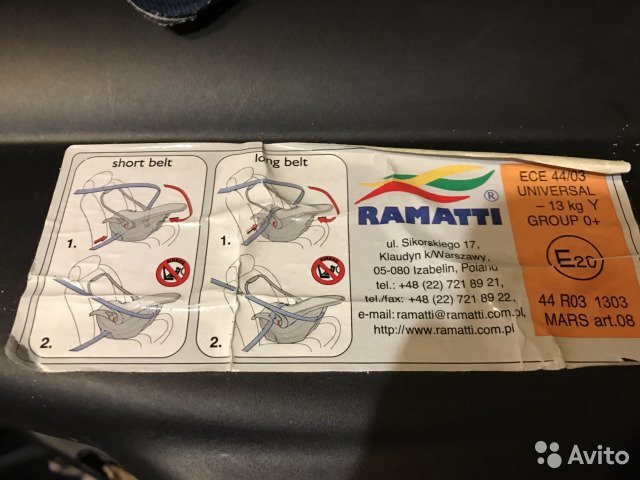 short belt
1.
2.
long belt
1.
2.
RAMATTI®
ul. Sikorskiego 17,
Klaudyn k/Warszawy,
05-080 Izabelin, Poland
tel.: +48 (22) 721 89 21,
tel./fax: +48 (22) 721 89 22,
e-mail: ramatti@ramatti.com.pl,
http://www.ramatti.com.pl
ECE 44/03
UNIVERSAL
– 13 kg Y
GROUP 0+
E20
44 R03 1303
MARS art.08
Avito